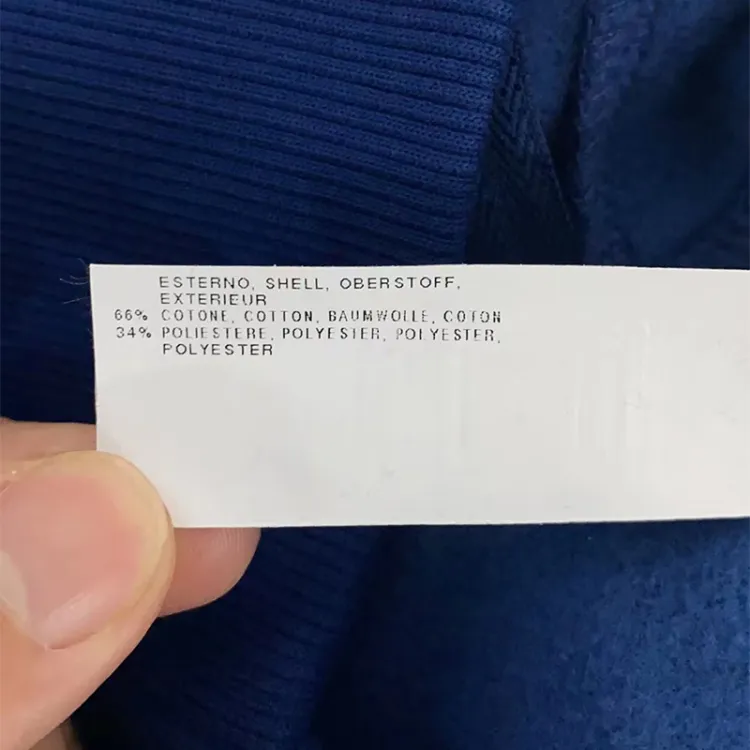 ESTERNO, SHELL, OBERSTOFF,
EXTERIEUR
66% COTONE, COTTON, BAUMWOLLE, COTON
34% POLIESTERE, POLYESTER, POLYESTER,
POLYESTER